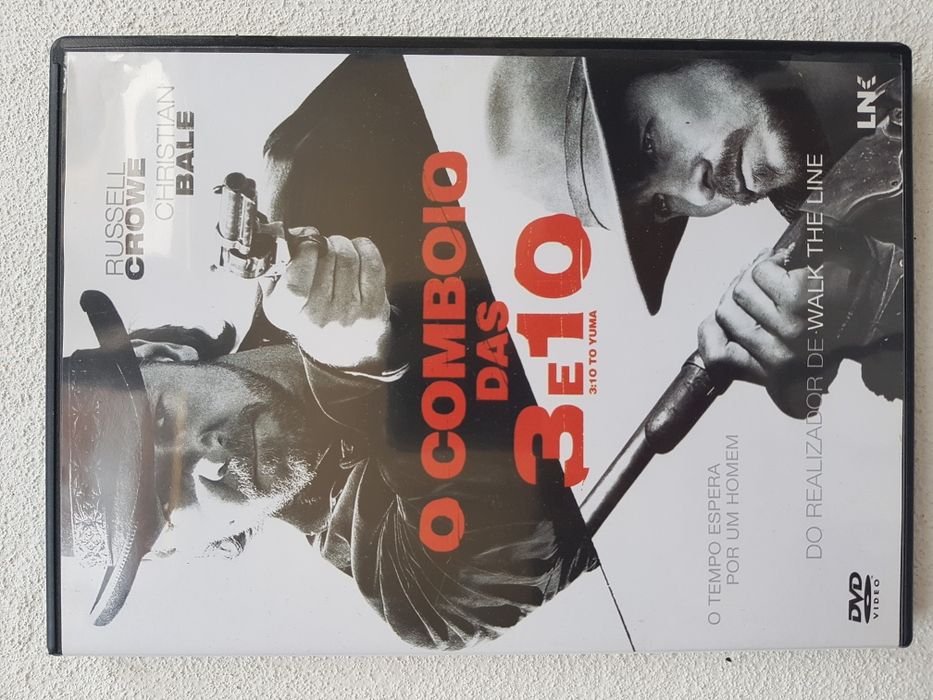 RUSSELL
CROWE
CHRISTIAN
BALE
O COMBOIO
DAS
3E10
3:10 TO YUMA
O TEMPO ESPERA
POR UM HOMEM
DO REALIZADOR DE WALK THE LINE
DVD
VIDEO
LNK